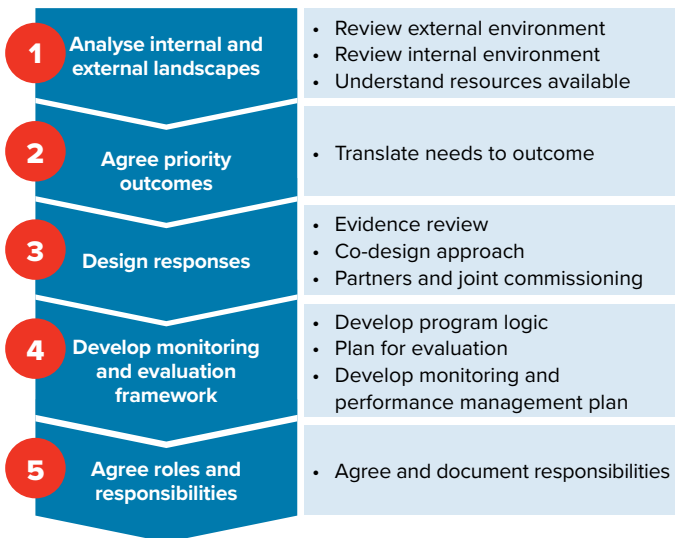 1
Analyse internal and
external landscapes
• Review external environment
• Review internal environment
• Understand resources available
2
Agree priority
outcomes
• Translate needs to outcome
3
Design responses
• Evidence review
• Co-design approach
• Partners and joint commissioning
4
Develop monitoring
and evaluation
framework
• Develop program logic
• Plan for evaluation
• Develop monitoring and
performance management plan
5
Agree roles and
responsibilities
• Agree and document responsibilities